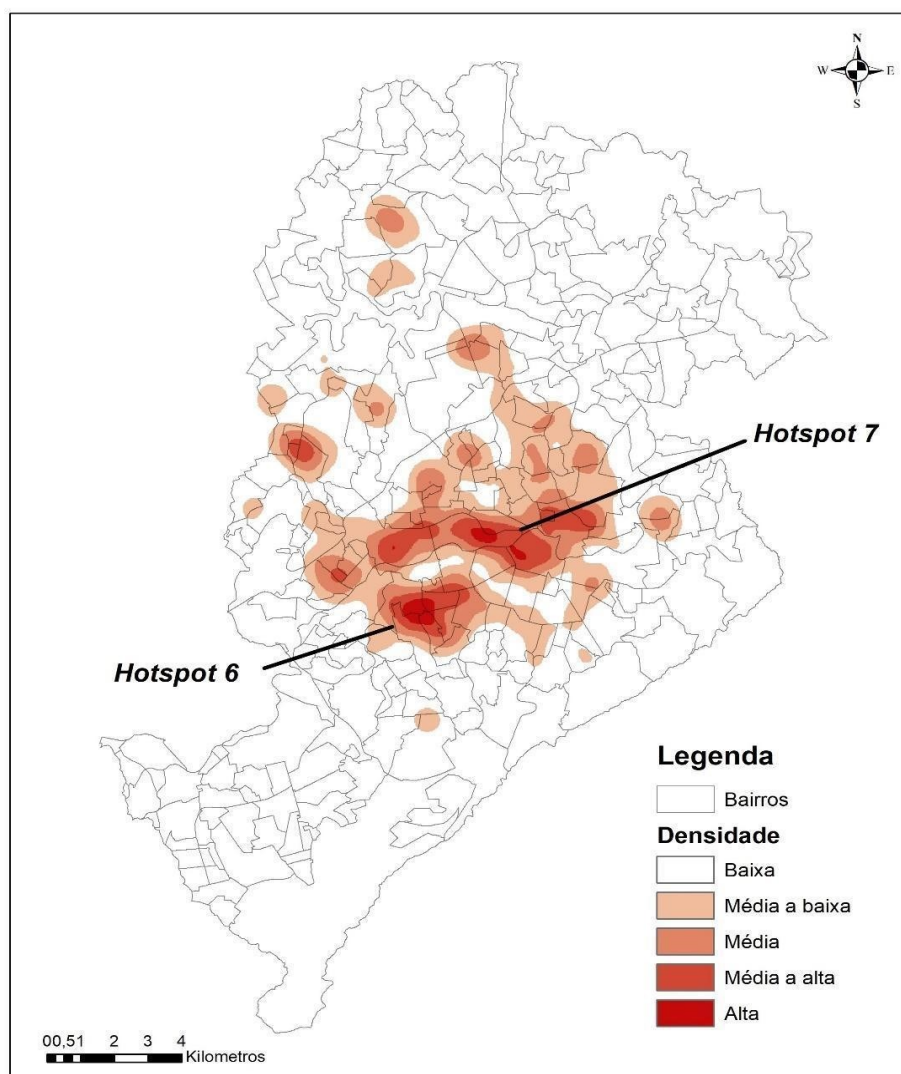 N
W E
S
Hotspot 7
Hotspot 6
Legenda
Bairros
Densidade
Baixa
Média a baixa
Média
Média a alta
Alta
00,51 2 3 4
Kilometros